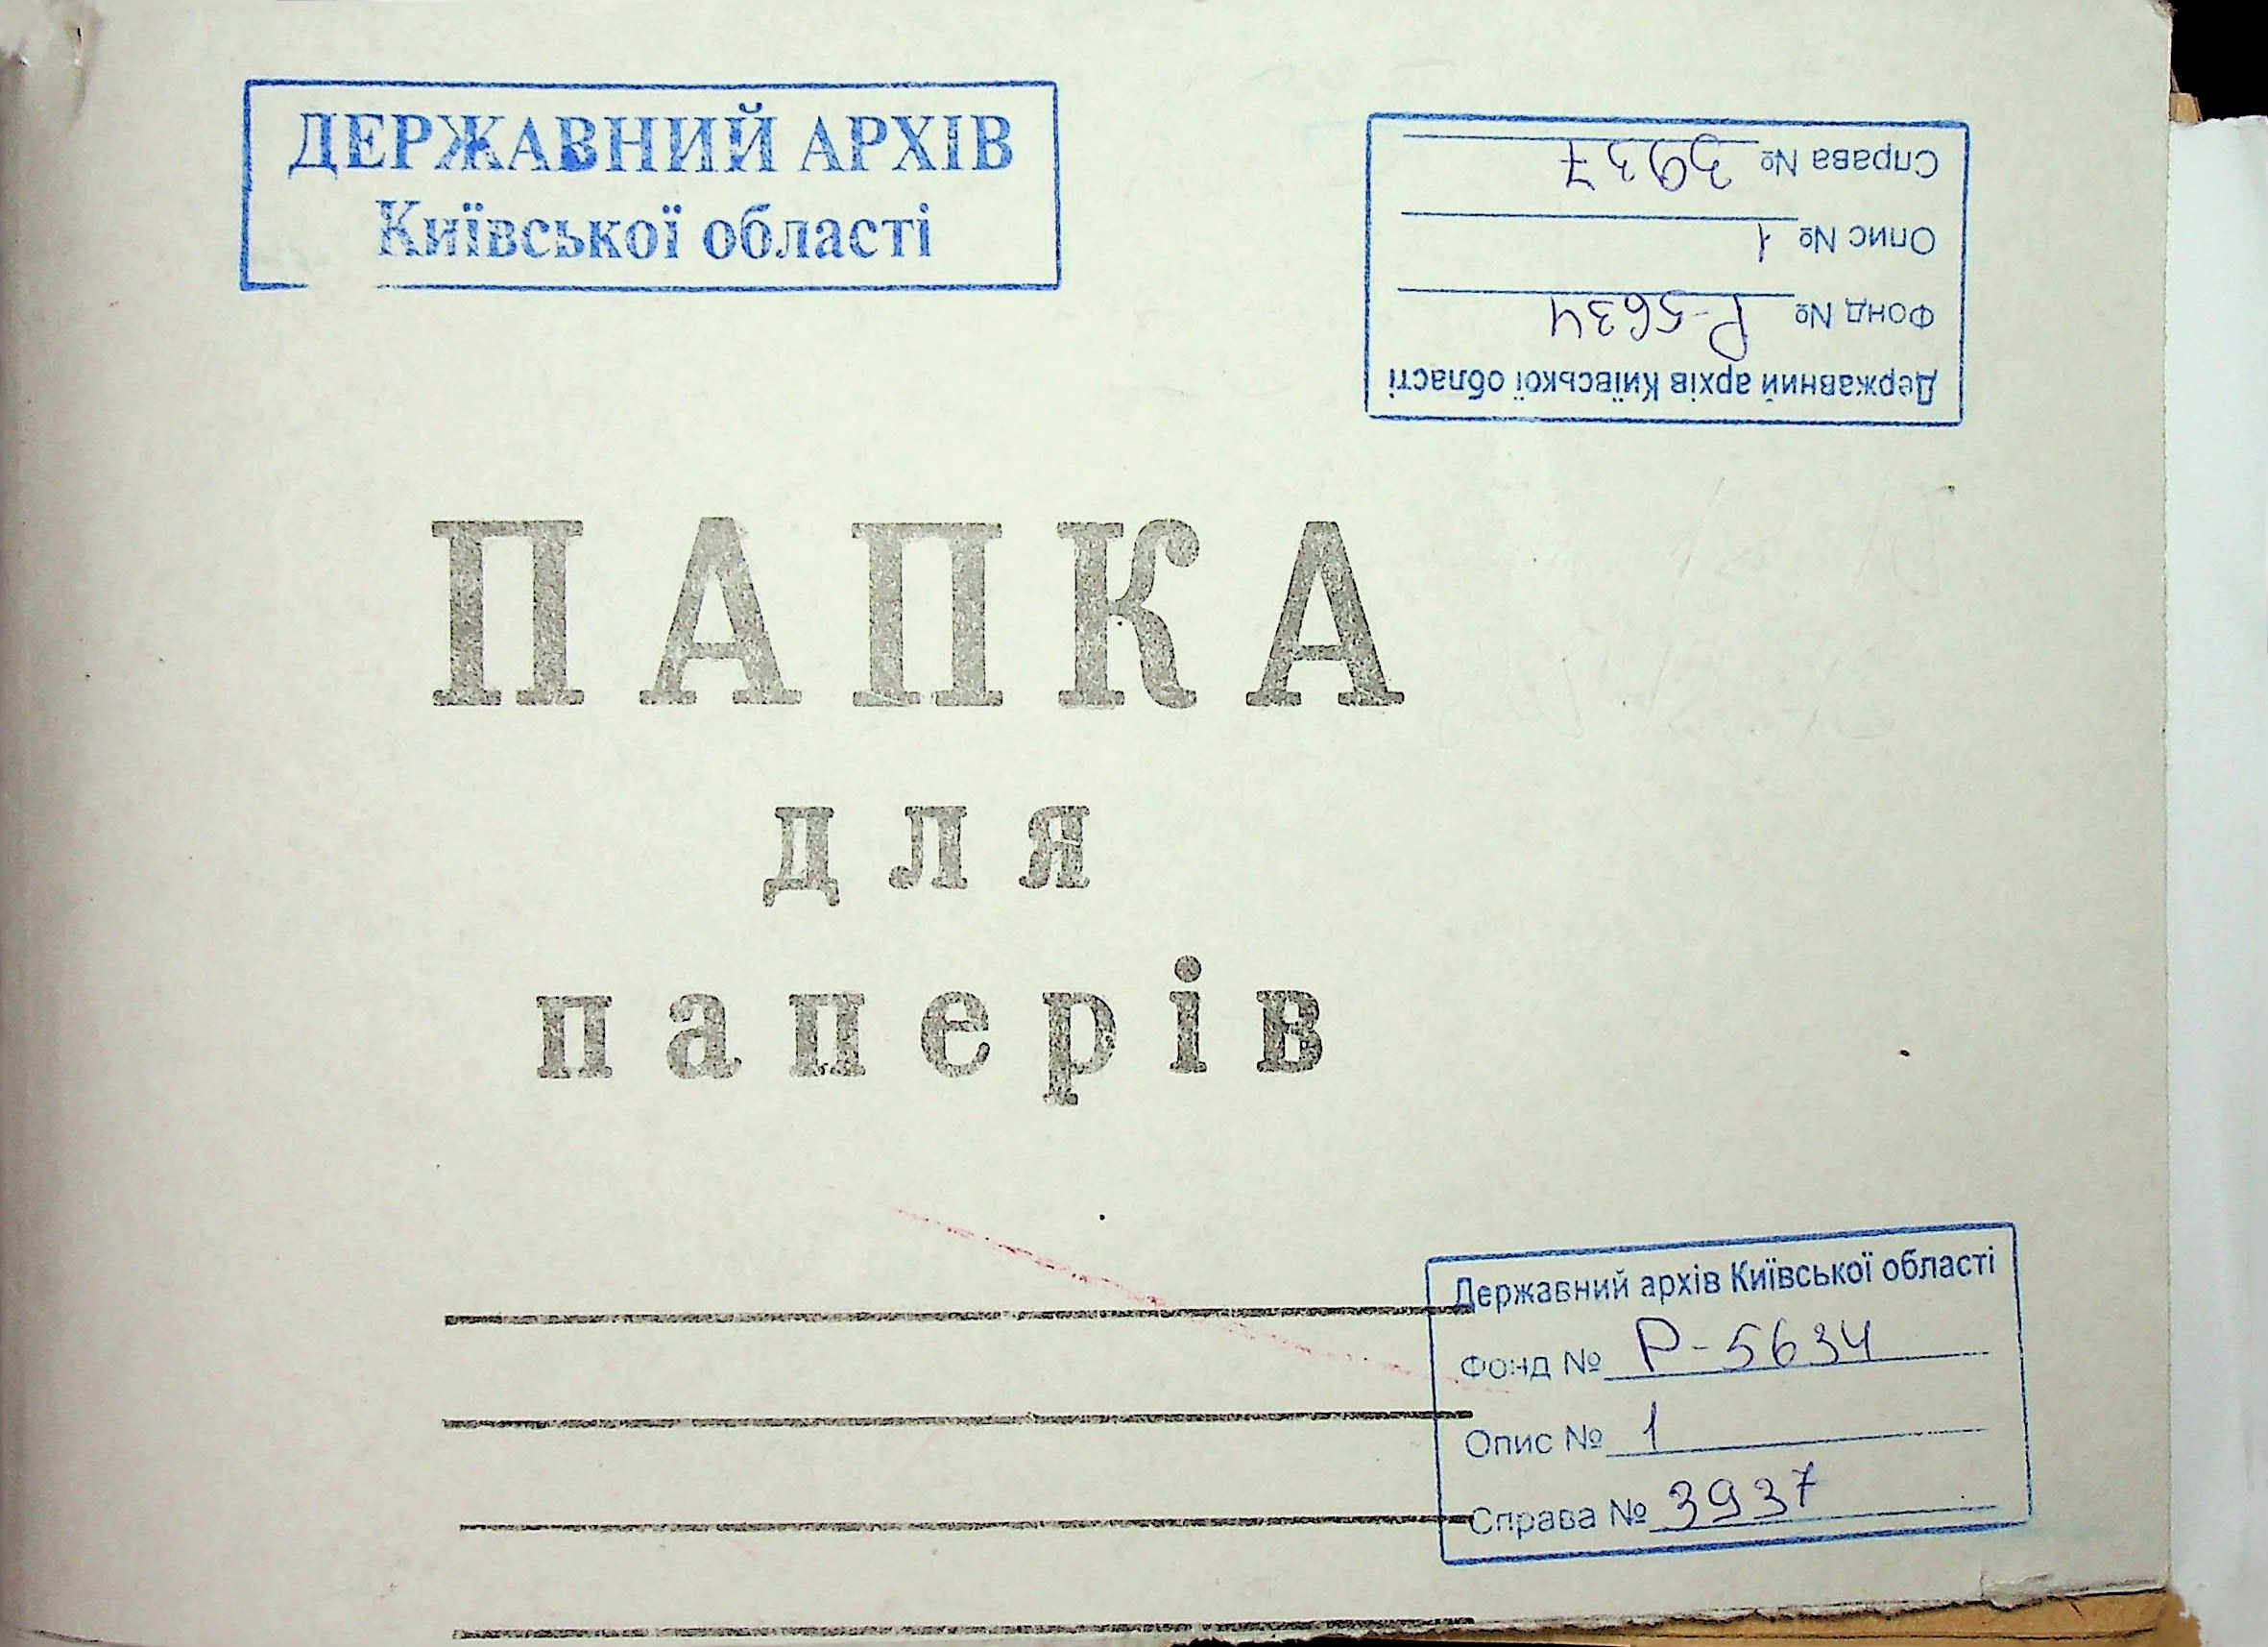 ДЕРЖАВНИЙ АРХІВ
Київської області
Державний архів Київської області
Фонд № Р-5634
Опис № 1
Справа № 3937
ПАПКА
для
паперів
Державний архів Київської області
Фонд № Р-5634
Опис № 1
Справа № 3937